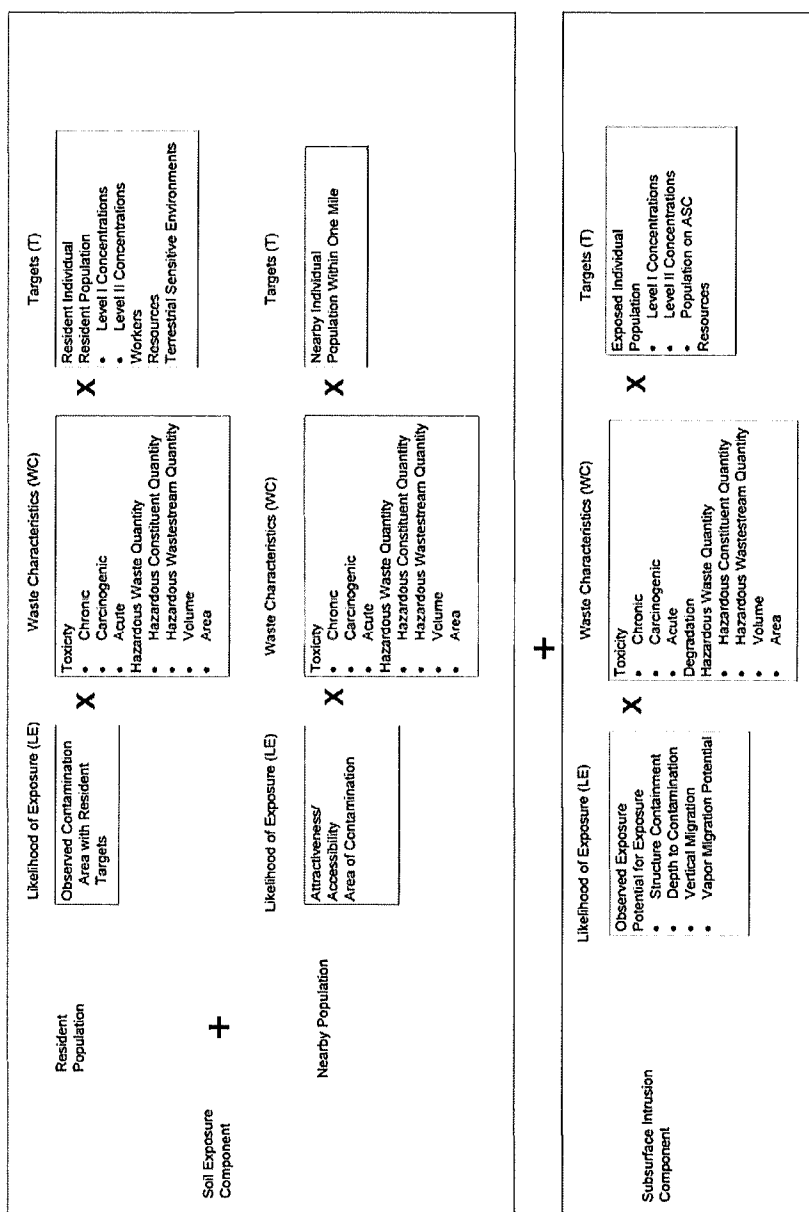 Soil Exposure
Component
Resident
Population
Likelihood of Exposure (LE)
Observed Contamination
Area with Resident
Targets
X
Waste Characteristics (WC)
Toxicity
• Chronic
• Carcinogenic
• Acute
Hazardous Waste Quantity
• Hazardous Constituent Quantity
• Hazardous Wastestream Quantity
• Volume
• Area
X
Targets (T)
Resident Individual
Resident Population
• Level I Concentrations
• Level II Concentrations
Workers
Resources
Terrestrial Sensitive Environments
+
Nearby Population
Likelihood of Exposure (LE)
Attractiveness/
Accessibility
Area of Contamination
X
Waste Characteristics (WC)
Toxicity
• Chronic
• Carcinogenic
• Acute
Hazardous Waste Quantity
• Hazardous Constituent Quantity
• Hazardous Wastestream Quantity
• Volume
• Area
X
Targets (T)
Nearby Individual
Population Within One Mile
+
Subsurface Intrusion
Component
Likelihood of Exposure (LE)
Observed Exposure
Potential for Exposure
• Structure Containment
• Depth to Contamination
• Vertical Migration
• Vapor Migration Potential
X
Waste Characteristics (WC)
Toxicity
• Chronic
• Carcinogenic
• Acute
Degradation
Hazardous Waste Quantity
• Hazardous Constituent Quantity
• Hazardous Wastestream Quantity
• Volume
• Area
X
Targets (T)
Exposed Individual
Population
• Level I Concentrations
• Level II Concentrations
• Population on ASC
Resources